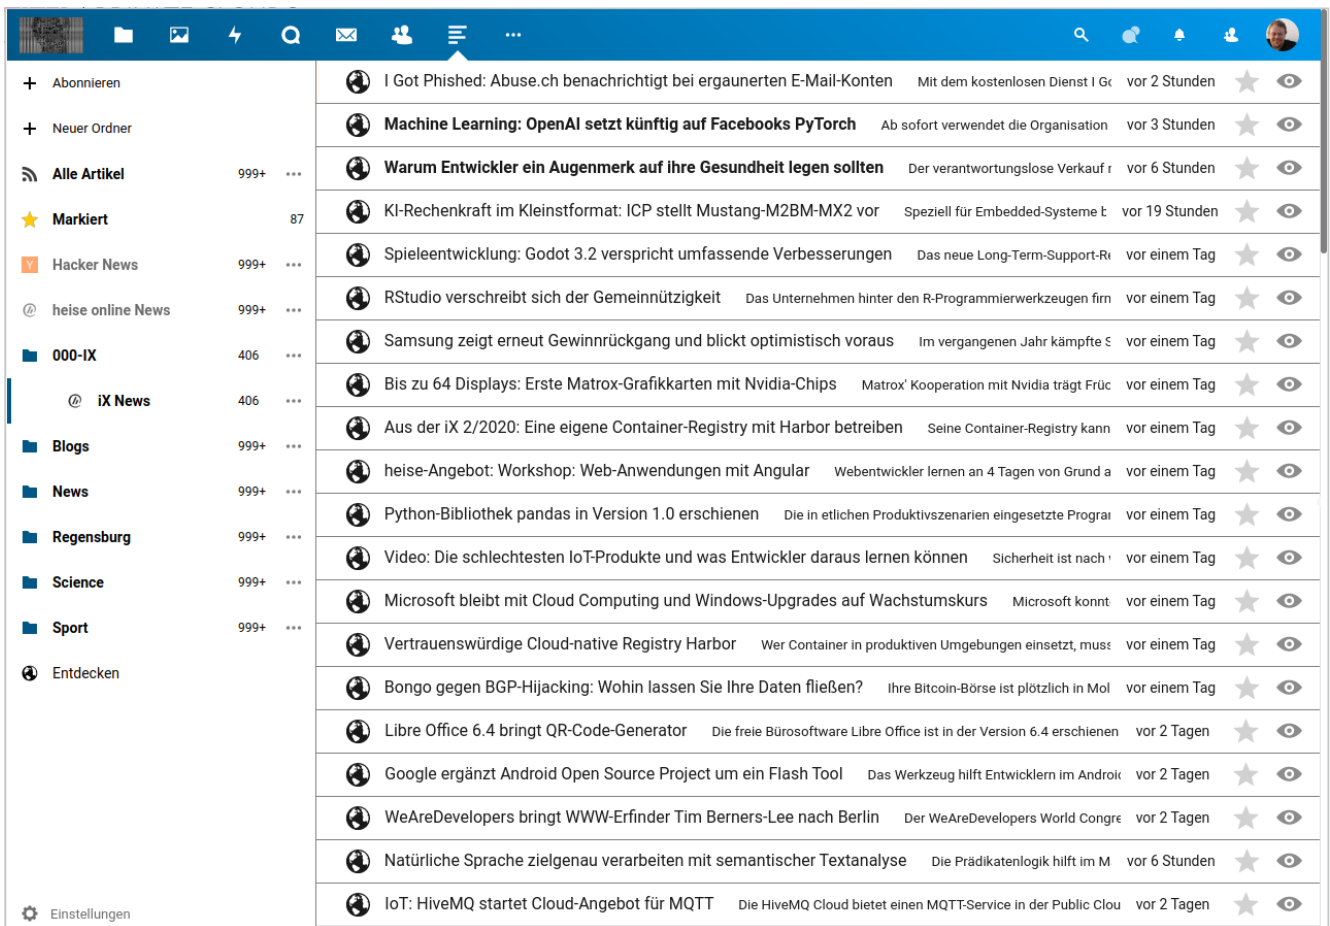 Abonnieren
Neuer Ordner
Alle Artikel 999+
Markiert 87
Hacker News 999+
heise online News 999+
000-IX 406
iX News 406
Blogs 999+
News 999+
Regensburg 999+
Science 999+
Sport 999+
Entdecken
Einstellungen
I Got Phished: Abuse.ch benachrichtigt bei ergaunerten E-Mail-Konten Mit dem kostenlosen Dienst I vor 2 Stunden
Machine Learning: OpenAI setzt künftig auf Facebooks PyTorch Ab sofort verwendet die Organisation vor 3 Stunden
Warum Entwickler ein Augenmerk auf ihre Gesundheit legen sollten Der verantwortungslose Verkauf vor 6 Stunden
KI-Rechenkraft im Kleinstformat: ICP stellt Mustang-M2BM-MX2 vor Speziell für Embedded-Systeme vor 19 Stunden
Spieleentwicklung: Godot 3.2 verspricht umfassende Verbesserungen Das neue Long-Term-Support-Re vor einem Tag
RStudio verschreibt sich der Gemeinnützigkeit Das Unternehmen hinter den R-Programmierwerkzeugen firm vor einem Tag
Samsung zeigt erneut Gewinnrückgang und blickt optimistisch voraus Im vergangenen Jahr kämpfte S vor einem Tag
Bis zu 64 Displays: Erste Matrox-Grafikkarten mit Nvidia-Chips Matrox' Kooperation mit Nvidia trägt Früc vor einem Tag
Aus der iX 2/2020: Eine eigene Container-Registry mit Harbor betreiben Seine Container-Registry kann vor einem Tag
heise-Angebot: Workshop: Web-Anwendungen mit Angular Webentwickler lernen an 4 Tagen von Grund a vor einem Tag
Python-Bibliothek pandas in Version 1.0 erschienen Die in etlichen Produktivszenarien eingesetzte Prograr vor einem Tag
Video: Die schlechtesten IoT-Produkte und was Entwickler daraus lernen können Sicherheit ist nach vor einem Tag
Microsoft bleibt mit Cloud Computing und Windows-Upgrades auf Wachstumskurs Microsoft konnt vor einem Tag
Vertrauenswürdige Cloud-native Registry Harbor Wer Container in produktiven Umgebungen einsetzt, muss vor einem Tag
Bongo gegen BGP-Hijacking: Wohin lassen Sie Ihre Daten fließen? Ihre Bitcoin-Börse ist plötzlich in Mol vor einem Tag
Libre Office 6.4 bringt QR-Code-Generator Die freie Bürosoftware Libre Office ist in der Version 6.4 erschienen vor 2 Tagen
Google ergänzt Android Open Source Project um ein Flash Tool Das Werkzeug hilft Entwicklern im Androic vor 2 Tagen
WeAreDevelopers bringt WWW-Erfinder Tim Berners-Lee nach Berlin Der WeAreDevelopers World Congre vor 2 Tagen
Natürliche Sprache zielgenau verarbeiten mit semantischer Textanalyse Die Prädikatenlogik hilft im M vor 6 Stunden
IoT: HiveMQ startet Cloud-Angebot für MQTT Die HiveMQ Cloud bietet einen MQTT-Service in der Public Clou vor 2 Tagen